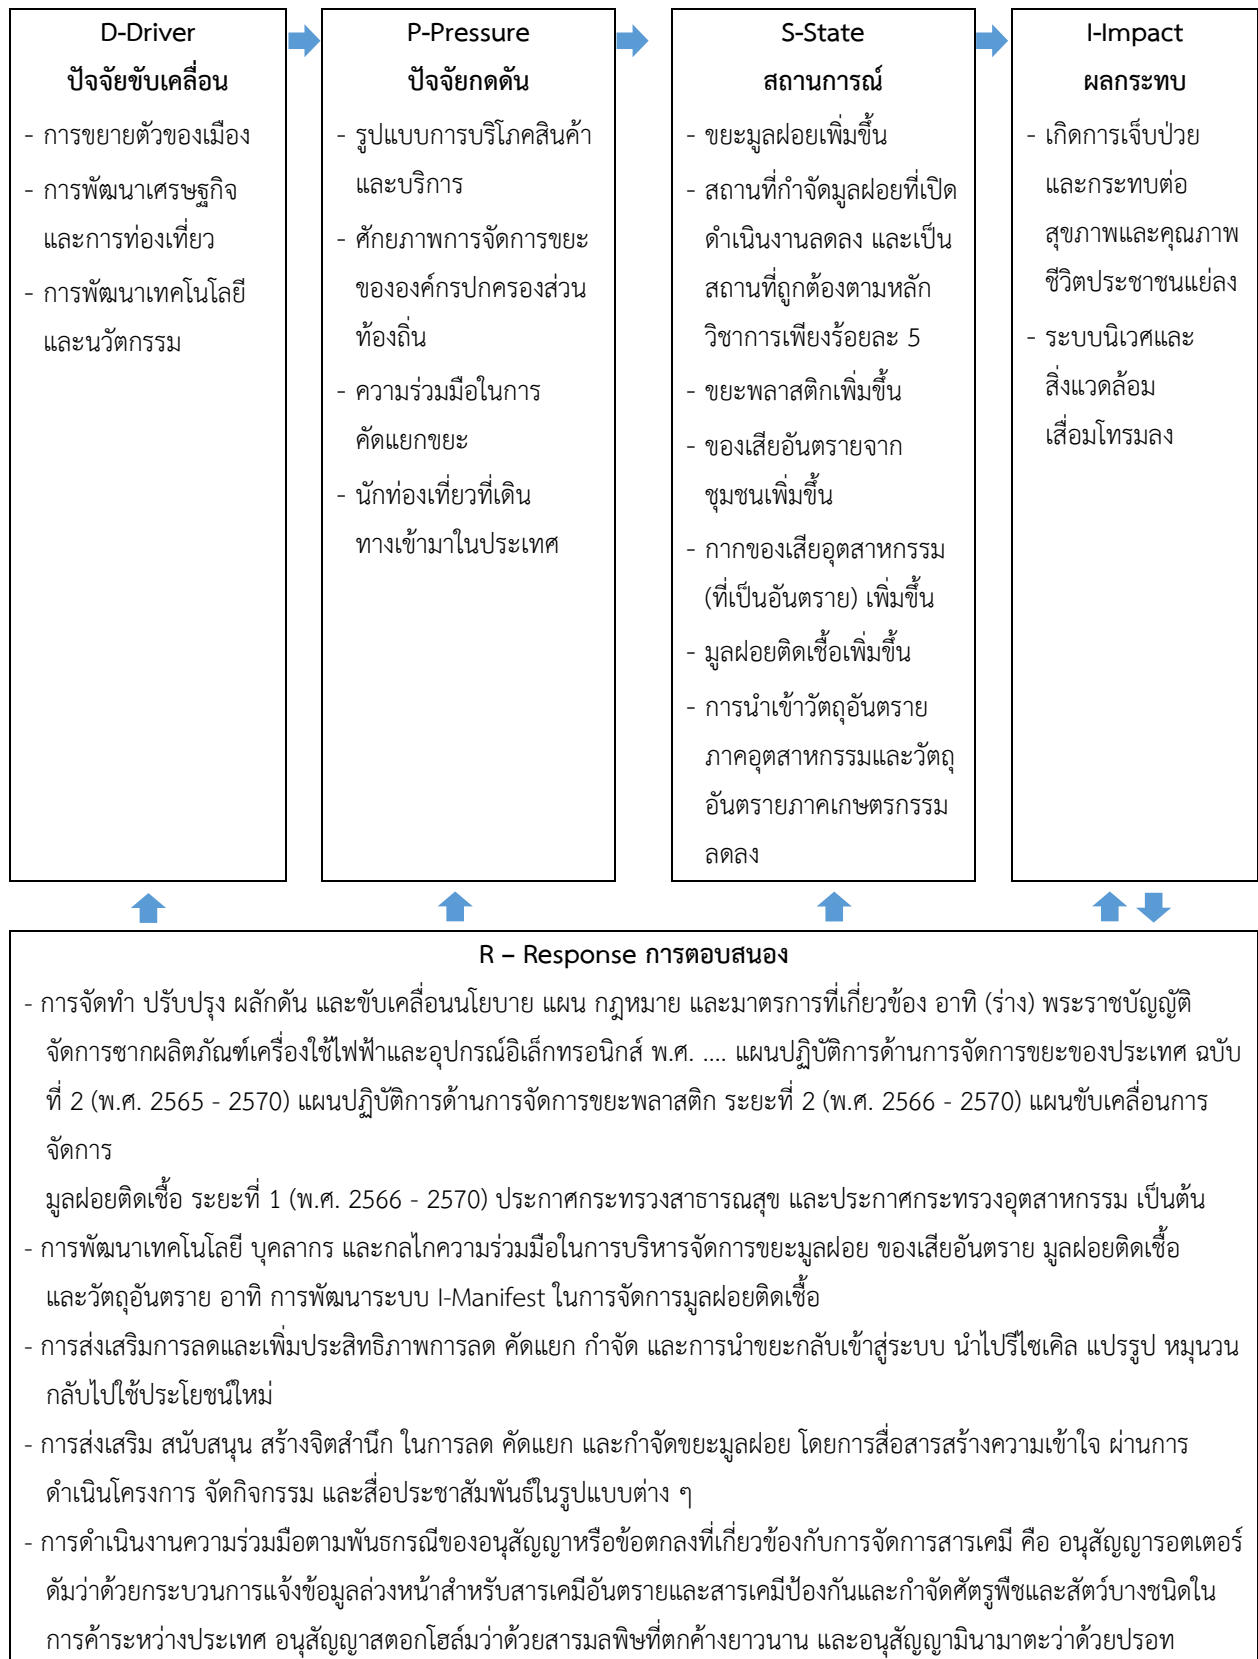 D-Driver
ปัจจัยขับเคลื่อน
- การขยายตัวของเมือง
- การพัฒนาเศรษฐกิจ
และการท่องเที่ยว
- การพัฒนาเทคโนโลยี
และนวัตกรรม
P-Pressure
ปัจจัยกดดัน
- รูปแบบการบริโภคสินค้า
และบริการ
- ศักยภาพการจัดการขยะ
ขององค์กรปกครองส่วน
ท้องถิ่น
- ความร่วมมือในการ
คัดแยกขยะ
- นักท่องเที่ยวที่เดิน
ทางเข้ามาในประเทศ
S-State
สถานการณ์
- ขยะมูลฝอยเพิ่มขึ้น
- สถานที่กำจัดมูลฝอยที่เปิด
ดำเนินงานลดลง และเป็น
สถานที่ถูกต้องตามหลัก
วิชาการเพียงร้อยละ 5
- ขยะพลาสติกเพิ่มขึ้น
- ของเสียอันตรายจาก
ชุมชนเพิ่มขึ้น
- กากของเสียอุตสาหกรรม
(ที่เป็นอันตราย) เพิ่มขึ้น
- มูลฝอยติดเชื้อเพิ่มขึ้น
- การนำเข้าวัตถุอันตราย
ภาคอุตสาหกรรมและวัตถุ
อันตรายภาคเกษตรกรรม
ลดลง
I-Impact
ผลกระทบ
- เกิดการเจ็บป่วย
และกระทบต่อ
สุขภาพและคุณภาพ
ชีวิตประชาชนแย่ลง
- ระบบนิเวศและ
สิ่งแวดล้อม
เสื่อมโทรมลง
R – Response การตอบสนอง
- การจัดทำ ปรับปรุง ผลักดัน และขับเคลื่อนนโยบาย แผน กฎหมาย และมาตรการที่เกี่ยวข้อง อาทิ (ร่าง) พระราชบัญญัติ
จัดการซากผลิตภัณฑ์เครื่องใช้ไฟฟ้าและอุปกรณ์อิเล็กทรอนิกส์ พ.ศ. .... แผนปฏิบัติการด้านการจัดการขยะของประเทศ ฉบับ
ที่ 2 (พ.ศ. 2565 - 2570) แผนปฏิบัติการด้านการจัดการขยะพลาสติก ระยะที่ 2 (พ.ศ. 2566 - 2570) แผนขับเคลื่อนการ
จัดการ
มูลฝอยติดเชื้อ ระยะที่ 1 (พ.ศ. 2566 - 2570) ประกาศกระทรวงสาธารณสุข และประกาศกระทรวงอุตสาหกรรม เป็นต้น
- การพัฒนาเทคโนโลยี บุคลากร และกลไกความร่วมมือในการบริหารจัดการขยะมูลฝอย ของเสียอันตราย มูลฝอยติดเชื้อ
และวัตถุอันตราย อาทิ การพัฒนาระบบ I-Manifest ในการจัดการมูลฝอยติดเชื้อ
- การส่งเสริมการลดและเพิ่มประสิทธิภาพการลด คัดแยก กำจัด และการนำขยะกลับเข้าสู่ระบบ นำไปรีไซเคิล แปรรูป หมุนวน
กลับไปใช้ประโยชน์ใหม่
- การส่งเสริม สนับสนุน สร้างจิตสำนึก ในการลด คัดแยก และกำจัดขยะมูลฝอย โดยการสื่อสารสร้างความเข้าใจ ผ่านการ
ดำเนินโครงการ จัดกิจกรรม และสื่อประชาสัมพันธ์ในรูปแบบต่าง ๆ
- การดำเนินงานความร่วมมือตามพันธกรณีของอนุสัญญาหรือข้อตกลงที่เกี่ยวข้องกับการจัดการสารเคมี คือ อนุสัญญารอตเตอร์
ดัมว่าด้วยกระบวนการแจ้งข้อมูลล่วงหน้าสำหรับสารเคมีอันตรายและสารเคมีป้องกันและกำจัดศัตรูพืชและสัตว์บางชนิดใน
การค้าระหว่างประเทศ อนุสัญญาสตอกโฮล์มว่าด้วยสารมลพิษที่ตกค้างยาวนาน และอนุสัญญามินามาตะว่าด้วยปรอท